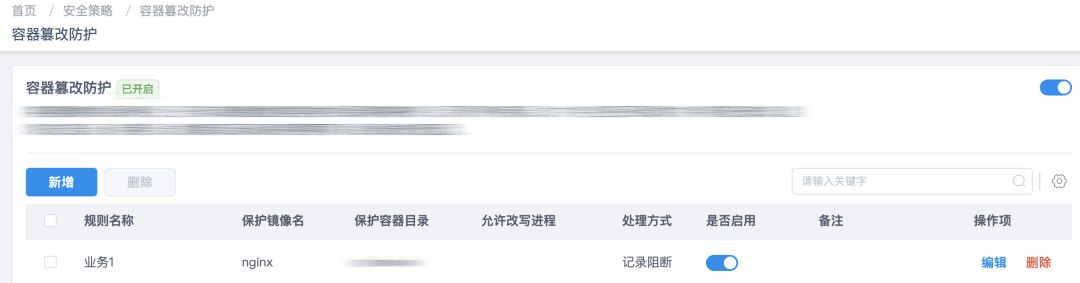 首页 / 安全策略 / 容器篡改防护
容器篡改防护
容器篡改防护 已开启
新增 删除 请输入关键字
规则名称 保护镜像名 保护容器目录 允许改写进程 处理方式 是否启用 备注 操作项
业务1 nginx 记录阻断 编辑 删除